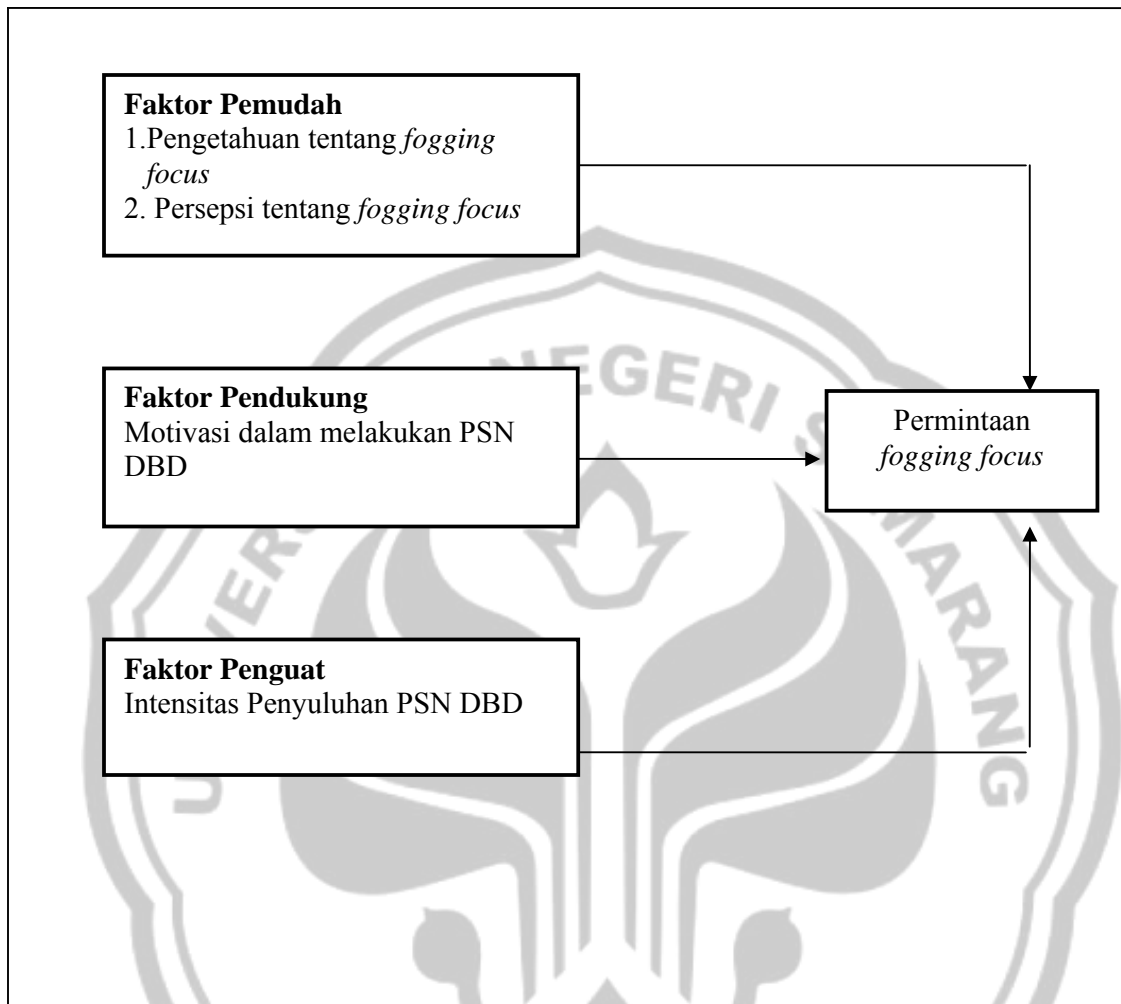 Faktor Pemudah
1.Pengetahuan tentang fogging
focus
2. Persepsi tentang fogging focus
Faktor Pendukung
Motivasi dalam melakukan PSN
DBD
Permintaan
fogging focus
Faktor Penguat
Intensitas Penyuluhan PSN DBD
NEGERI